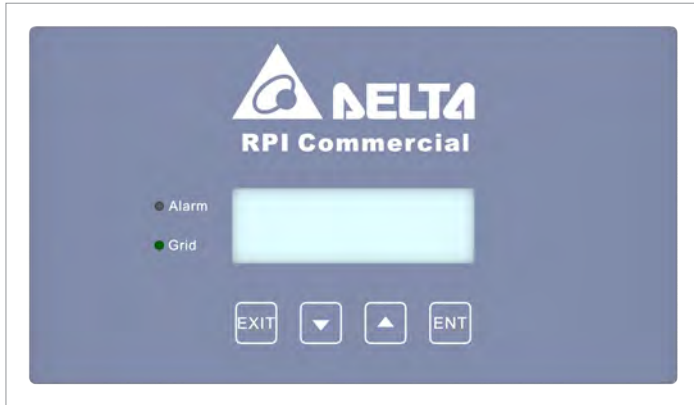 DELTA
RPI Commercial
Alarm
Grid
EXIT
ENT